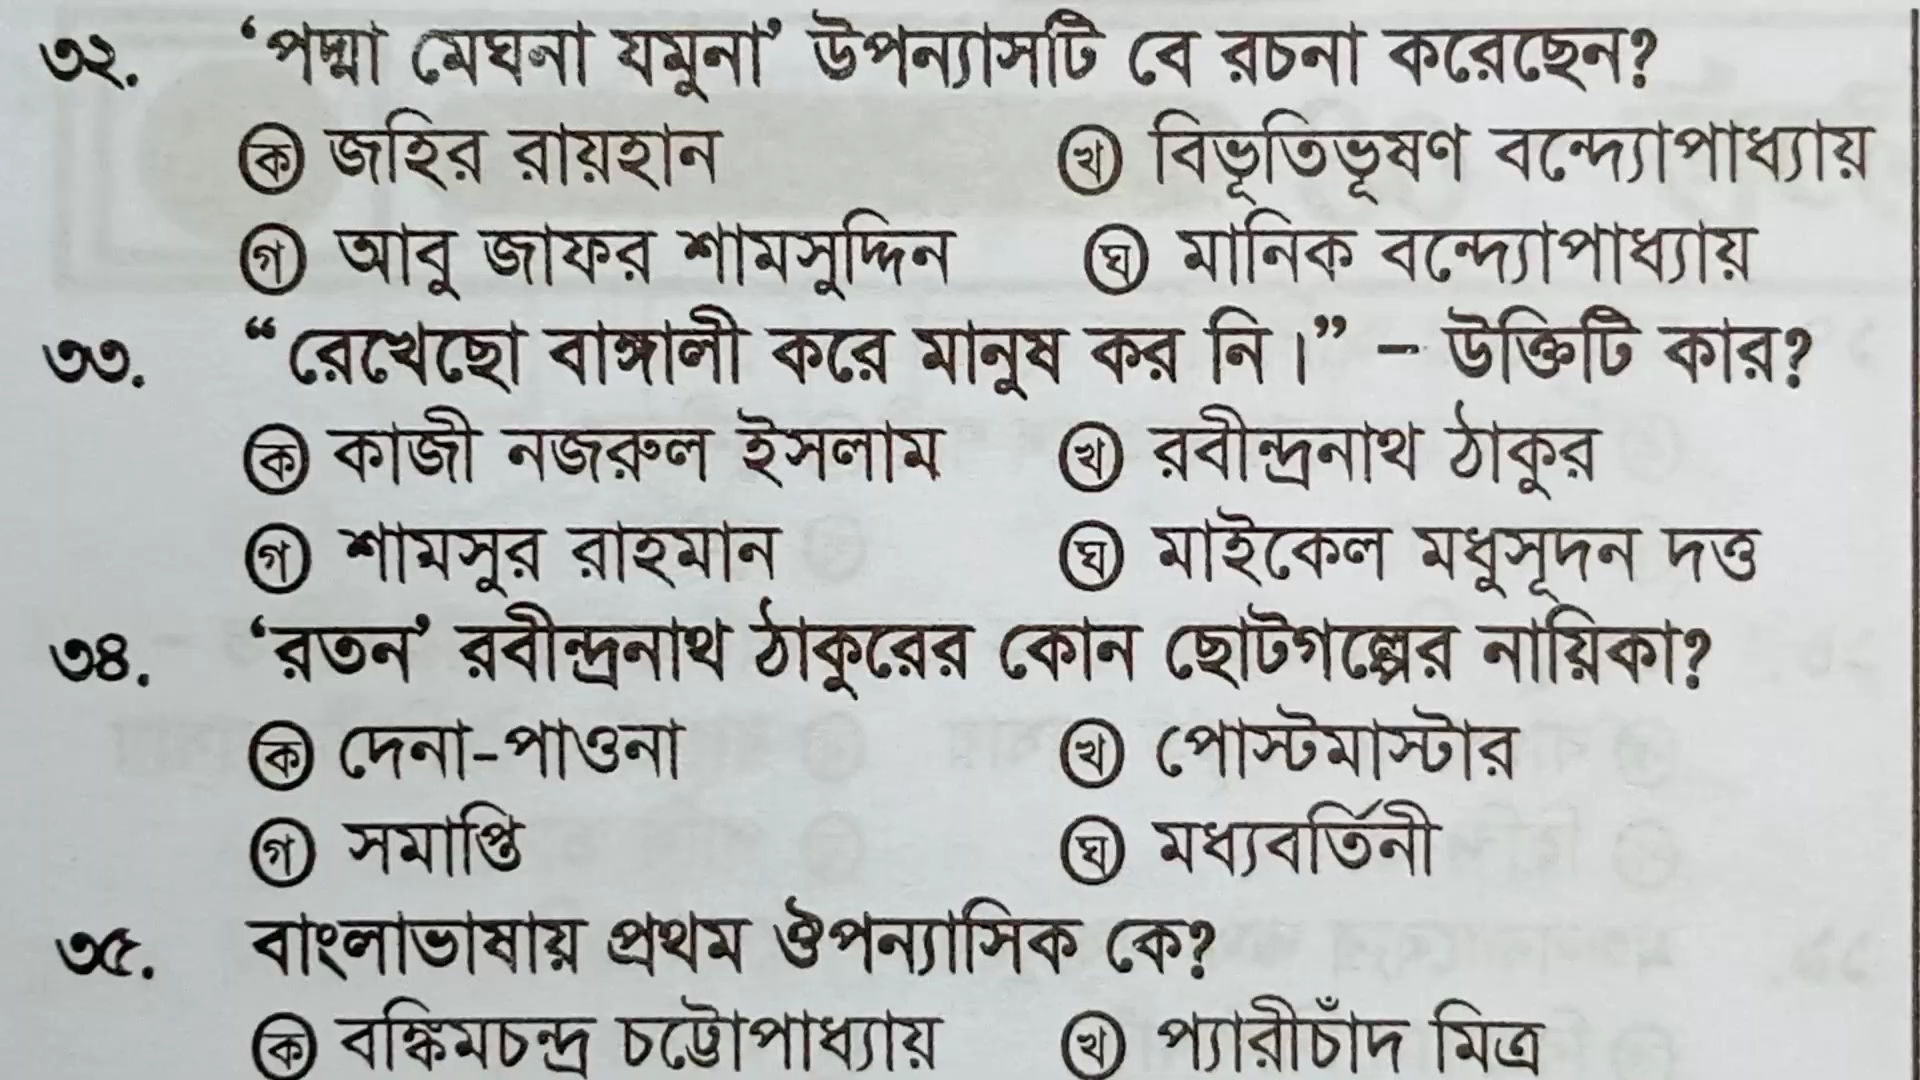 ৩২. ‘পদ্মা মেঘনা যমুনা’ উপন্যাসটি বে রচনা করেছেন?
ক জহির রায়হান খ বিভূতিভূষণ বন্দ্যোপাধ্যায়
গ আবু জাফর শামসুদ্দিন ঘ মানিক বন্দ্যোপাধ্যায়
৩৩. “রেখেছো বাঙ্গালী করে মানুষ কর নি।” – উক্তিটি কার?
ক কাজী নজরুল ইসলাম খ রবীন্দ্রনাথ ঠাকুর
গ শামসুর রাহমান ঘ মাইকেল মধুসূদন দত্ত
৩৪. ‘রতন’ রবীন্দ্রনাথ ঠাকুরের কোন ছোটগল্পের নায়িকা?
ক দেনা-পাওনা খ পোস্টমাস্টার
গ সমাপ্তি ঘ মধ্যবর্তিনী
৩৫. বাংলাভাষায় প্রথম ঔপন্যাসিক কে?
ক বঙ্কিমচন্দ্র চট্টোপাধ্যায় খ প্যারীচাঁদ মিত্র